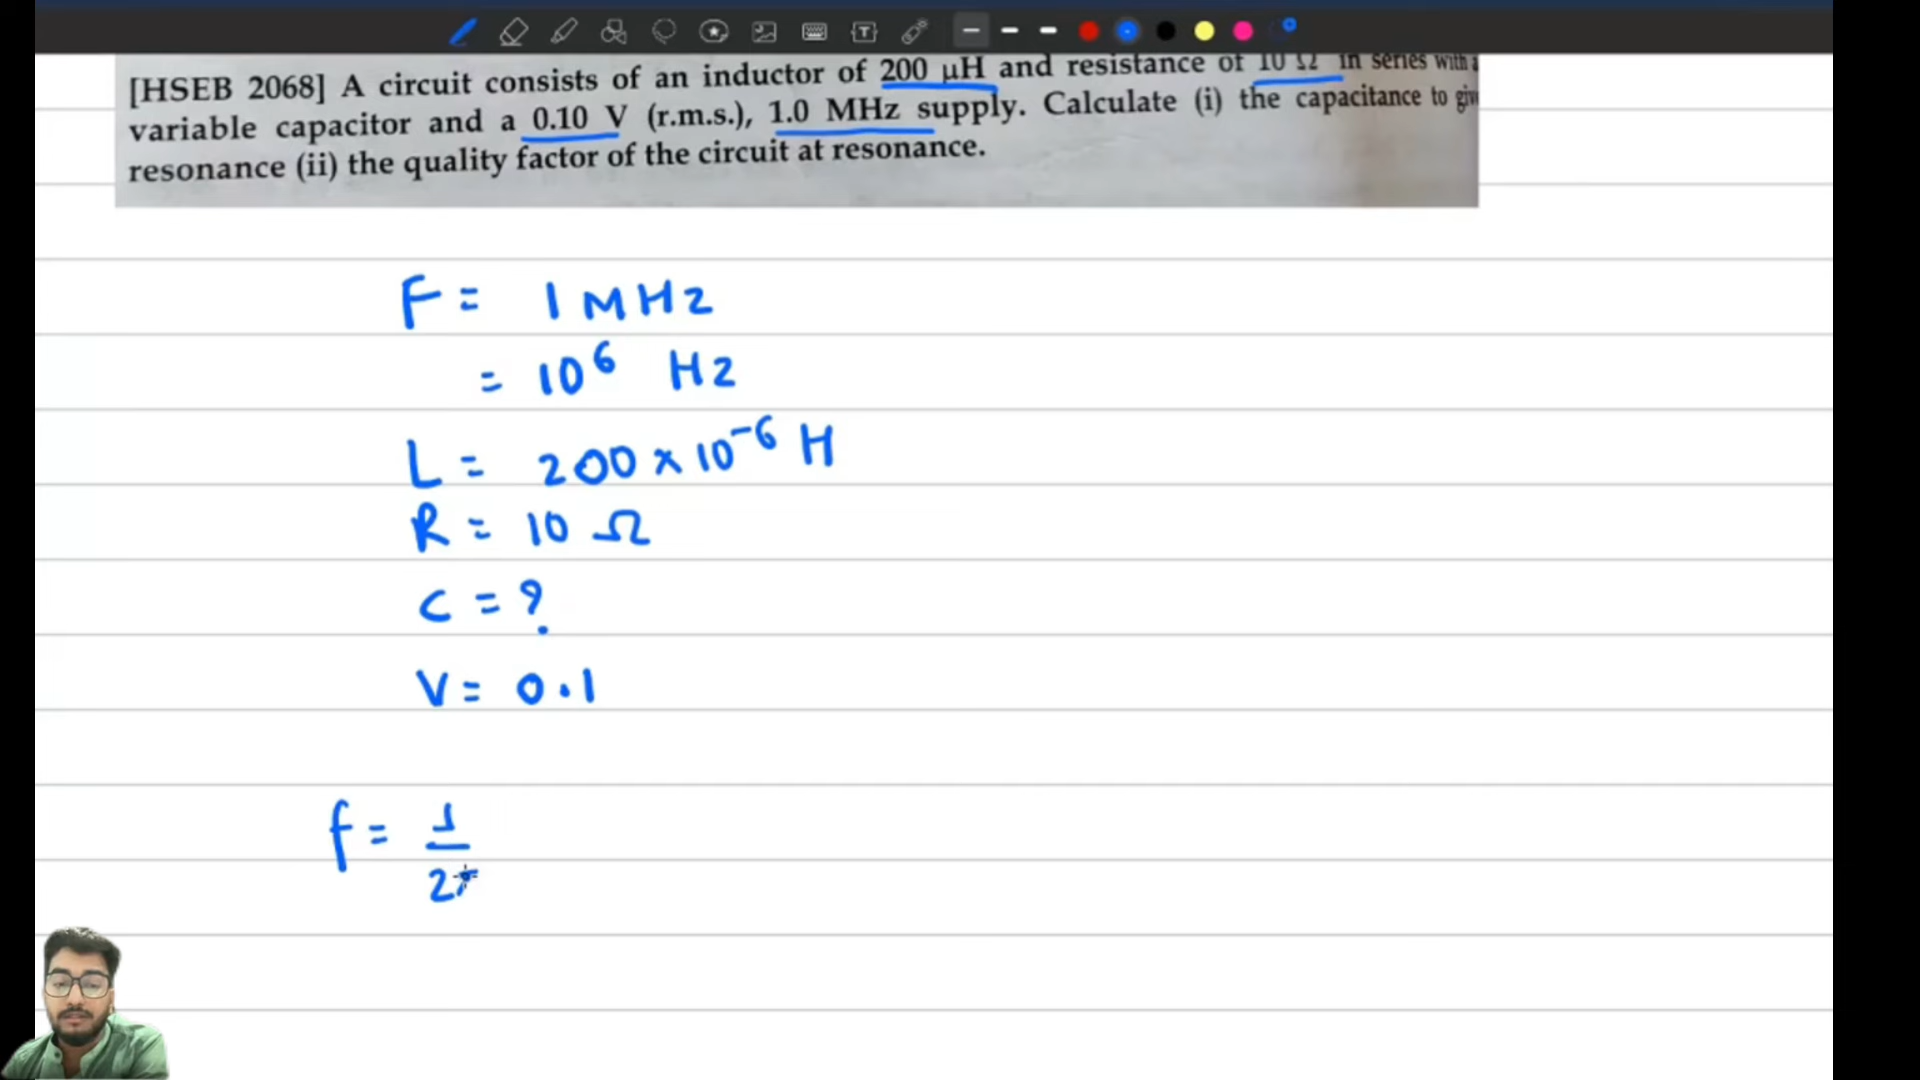 [HSEB 2068] A circuit consists of an inductor of 200 μH and resistance of 10 Ω in series with a
variable capacitor and a 0.10 V (r.m.s.), 1.0 MHz supply. Calculate (i) the capacitance to give
resonance (ii) the quality factor of the circuit at resonance.
F = 1 MHz
= 10⁶ Hz
L = 200 × 10⁻⁶ H
R = 10 Ω
C = ?
V = 0.1
f = 1/2π